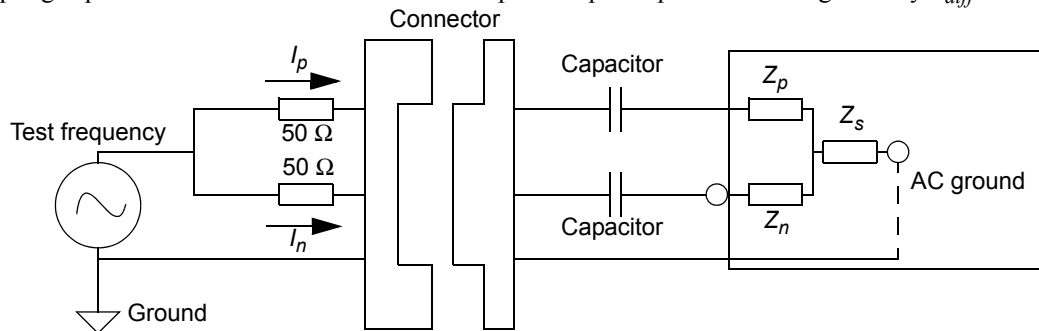 Connector
I_p
Capacitor
Z_p
Test frequency
50 Ω
Z_s
50 Ω
AC ground
I_n
Capacitor
Z_n
Ground